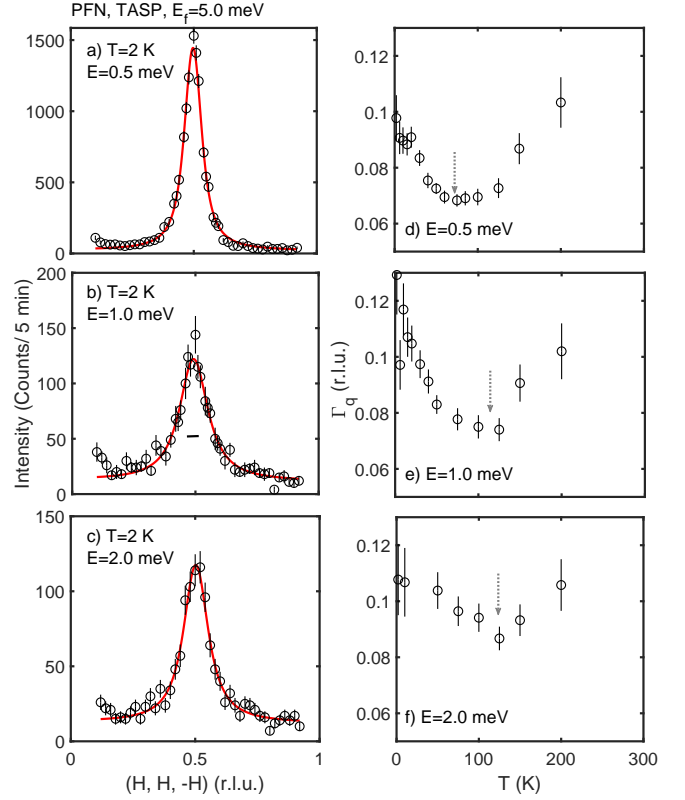 PFN, TASP, E_f=5.0 meV
a) T=2 K
E=0.5 meV
1500
1000
500
0
b) T=2 K
E=1.0 meV
200
150
100
50
0
Intensity (Counts/ 5 min)
c) T=2 K
E=2.0 meV
150
100
50
0
0
0.5
1
(H, H, -H) (r.l.u.)
0.12
0.1
0.08
0.06
d) E=0.5 meV
0.12
0.1
0.08
0.06
Γ_q (r.l.u.)
e) E=1.0 meV
0.12
0.1
0.08
0.06
f) E=2.0 meV
0
100
200
300
T (K)